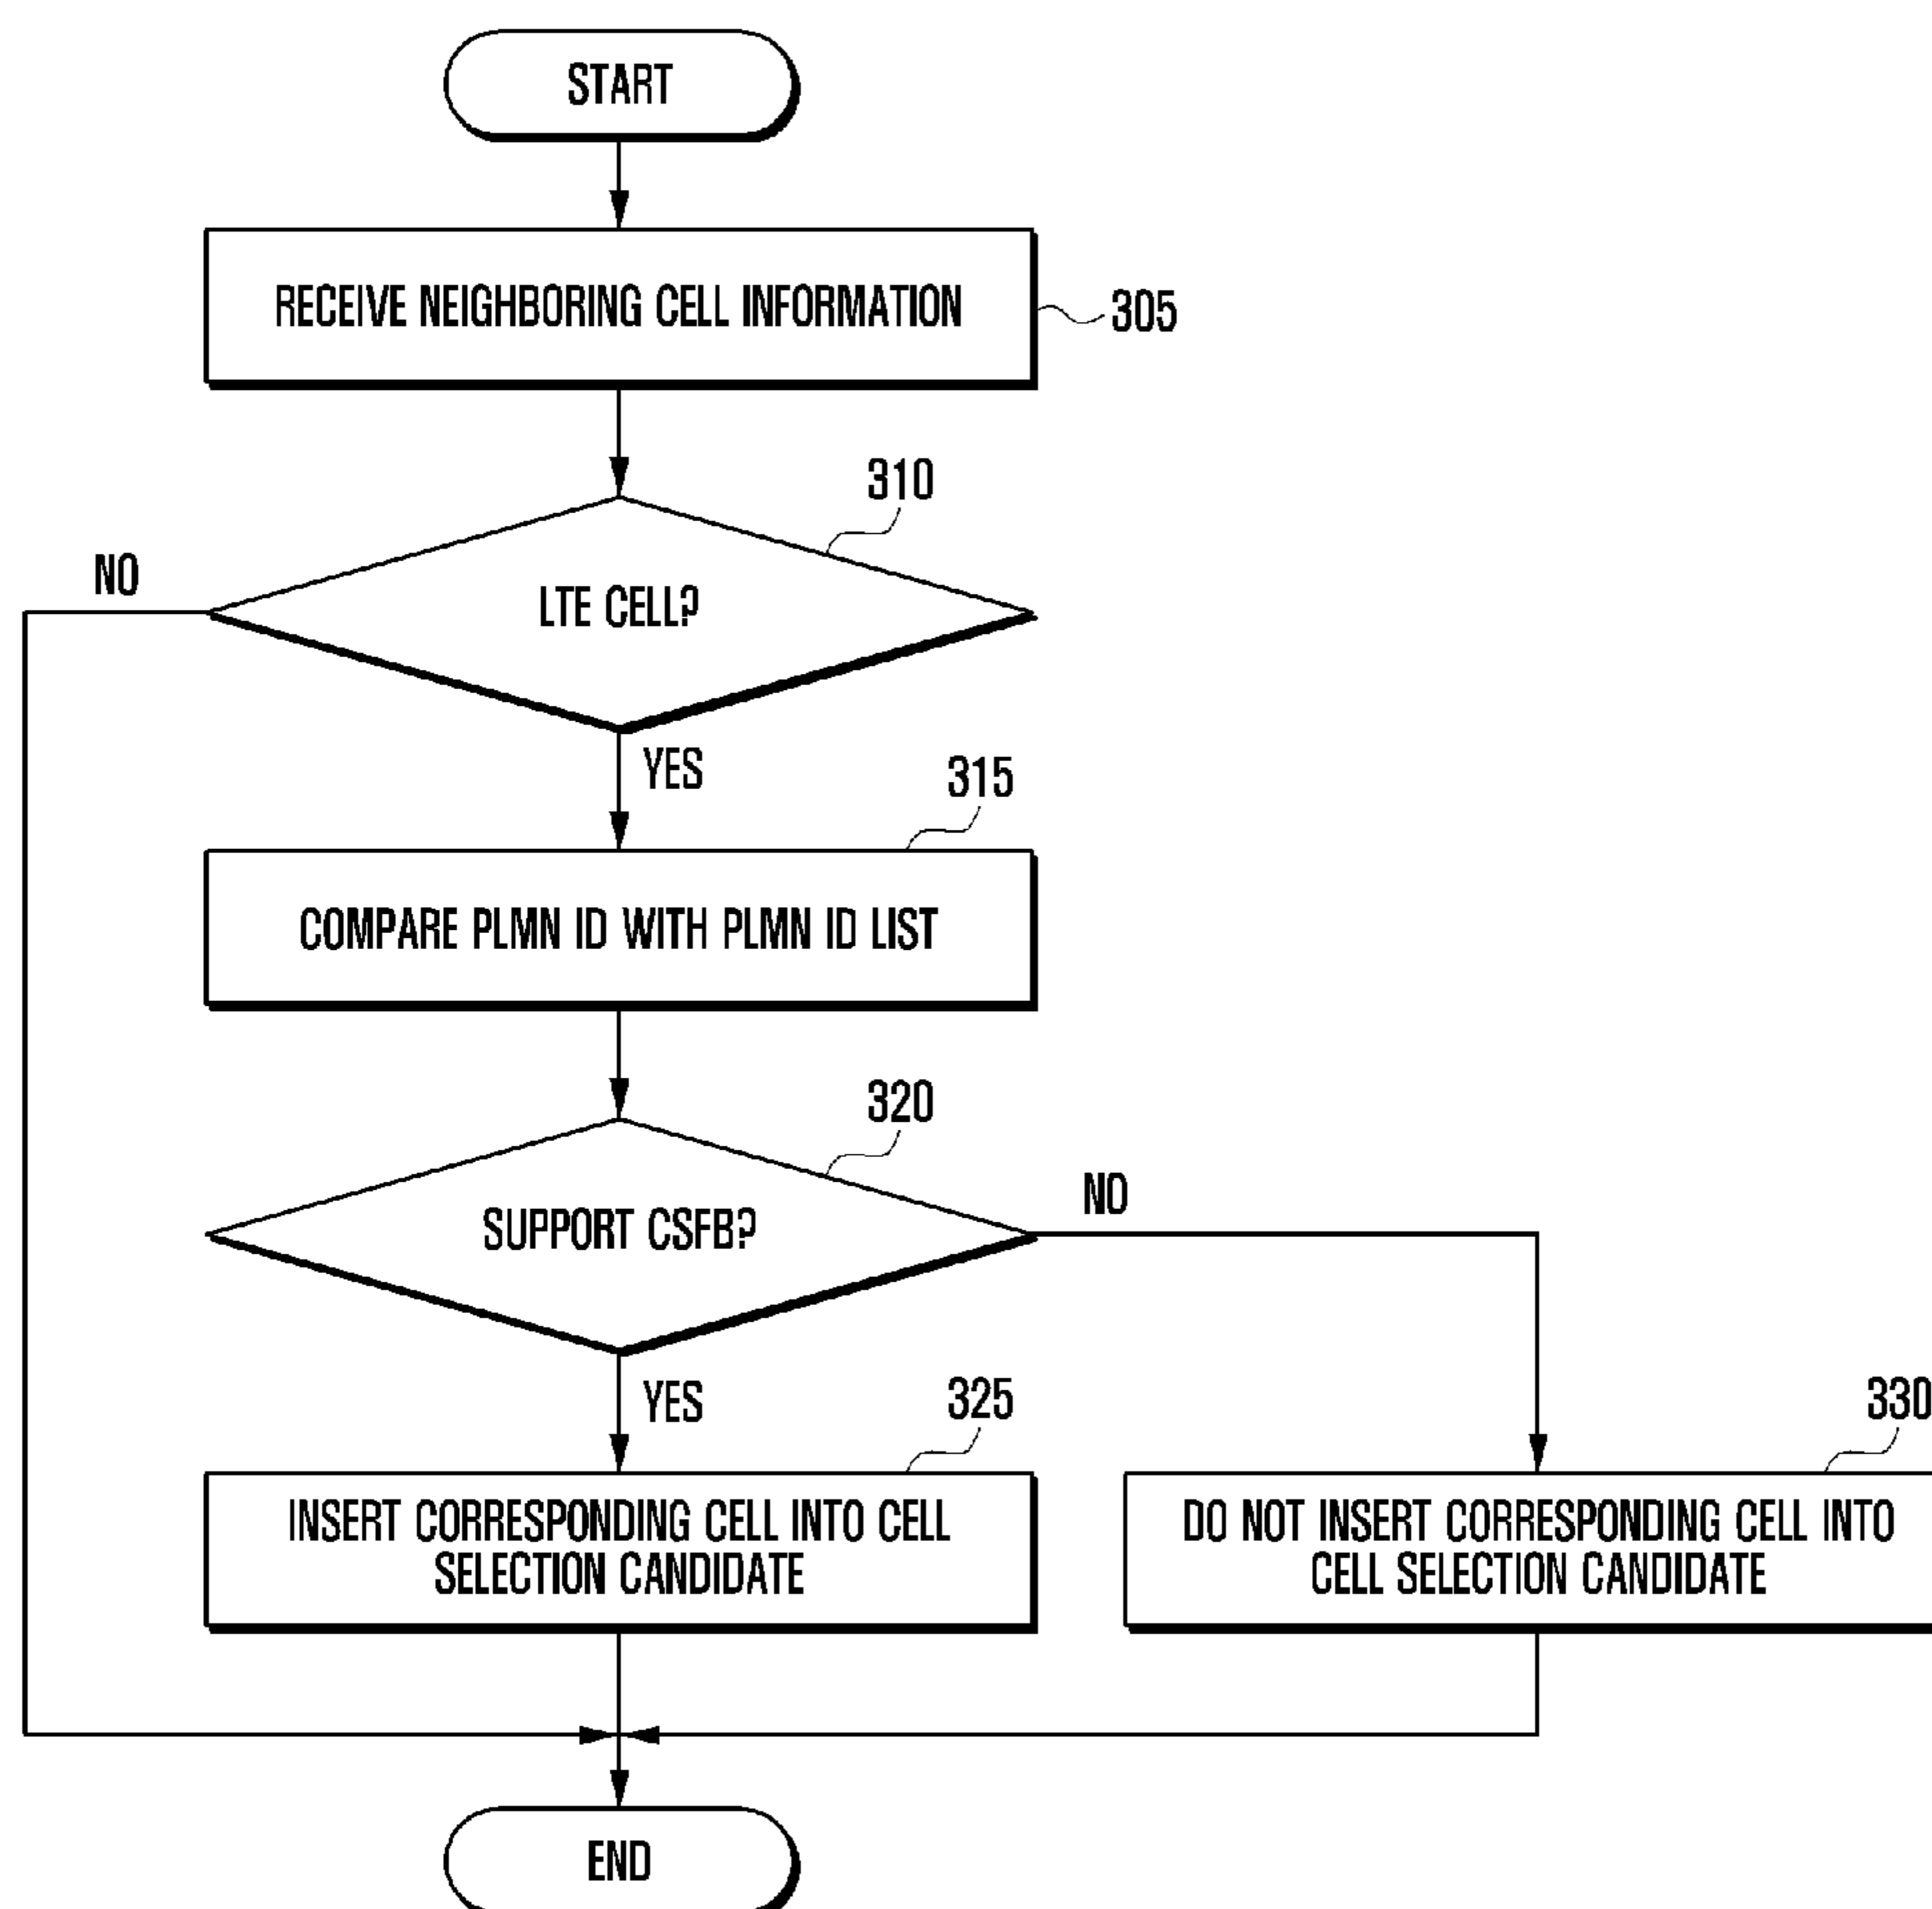 START
RECEIVE NEIGHBORING CELL INFORMATION
305
310
NO
LTE CELL?
YES
315
COMPARE PLMN ID WITH PLMN ID LIST
320
NO
SUPPORT CSFB?
YES
325
330
INSERT CORRESPONDING CELL INTO CELL
SELECTION CANDIDATE
DO NOT INSERT CORRESPONDING CELL INTO
CELL SELECTION CANDIDATE
END